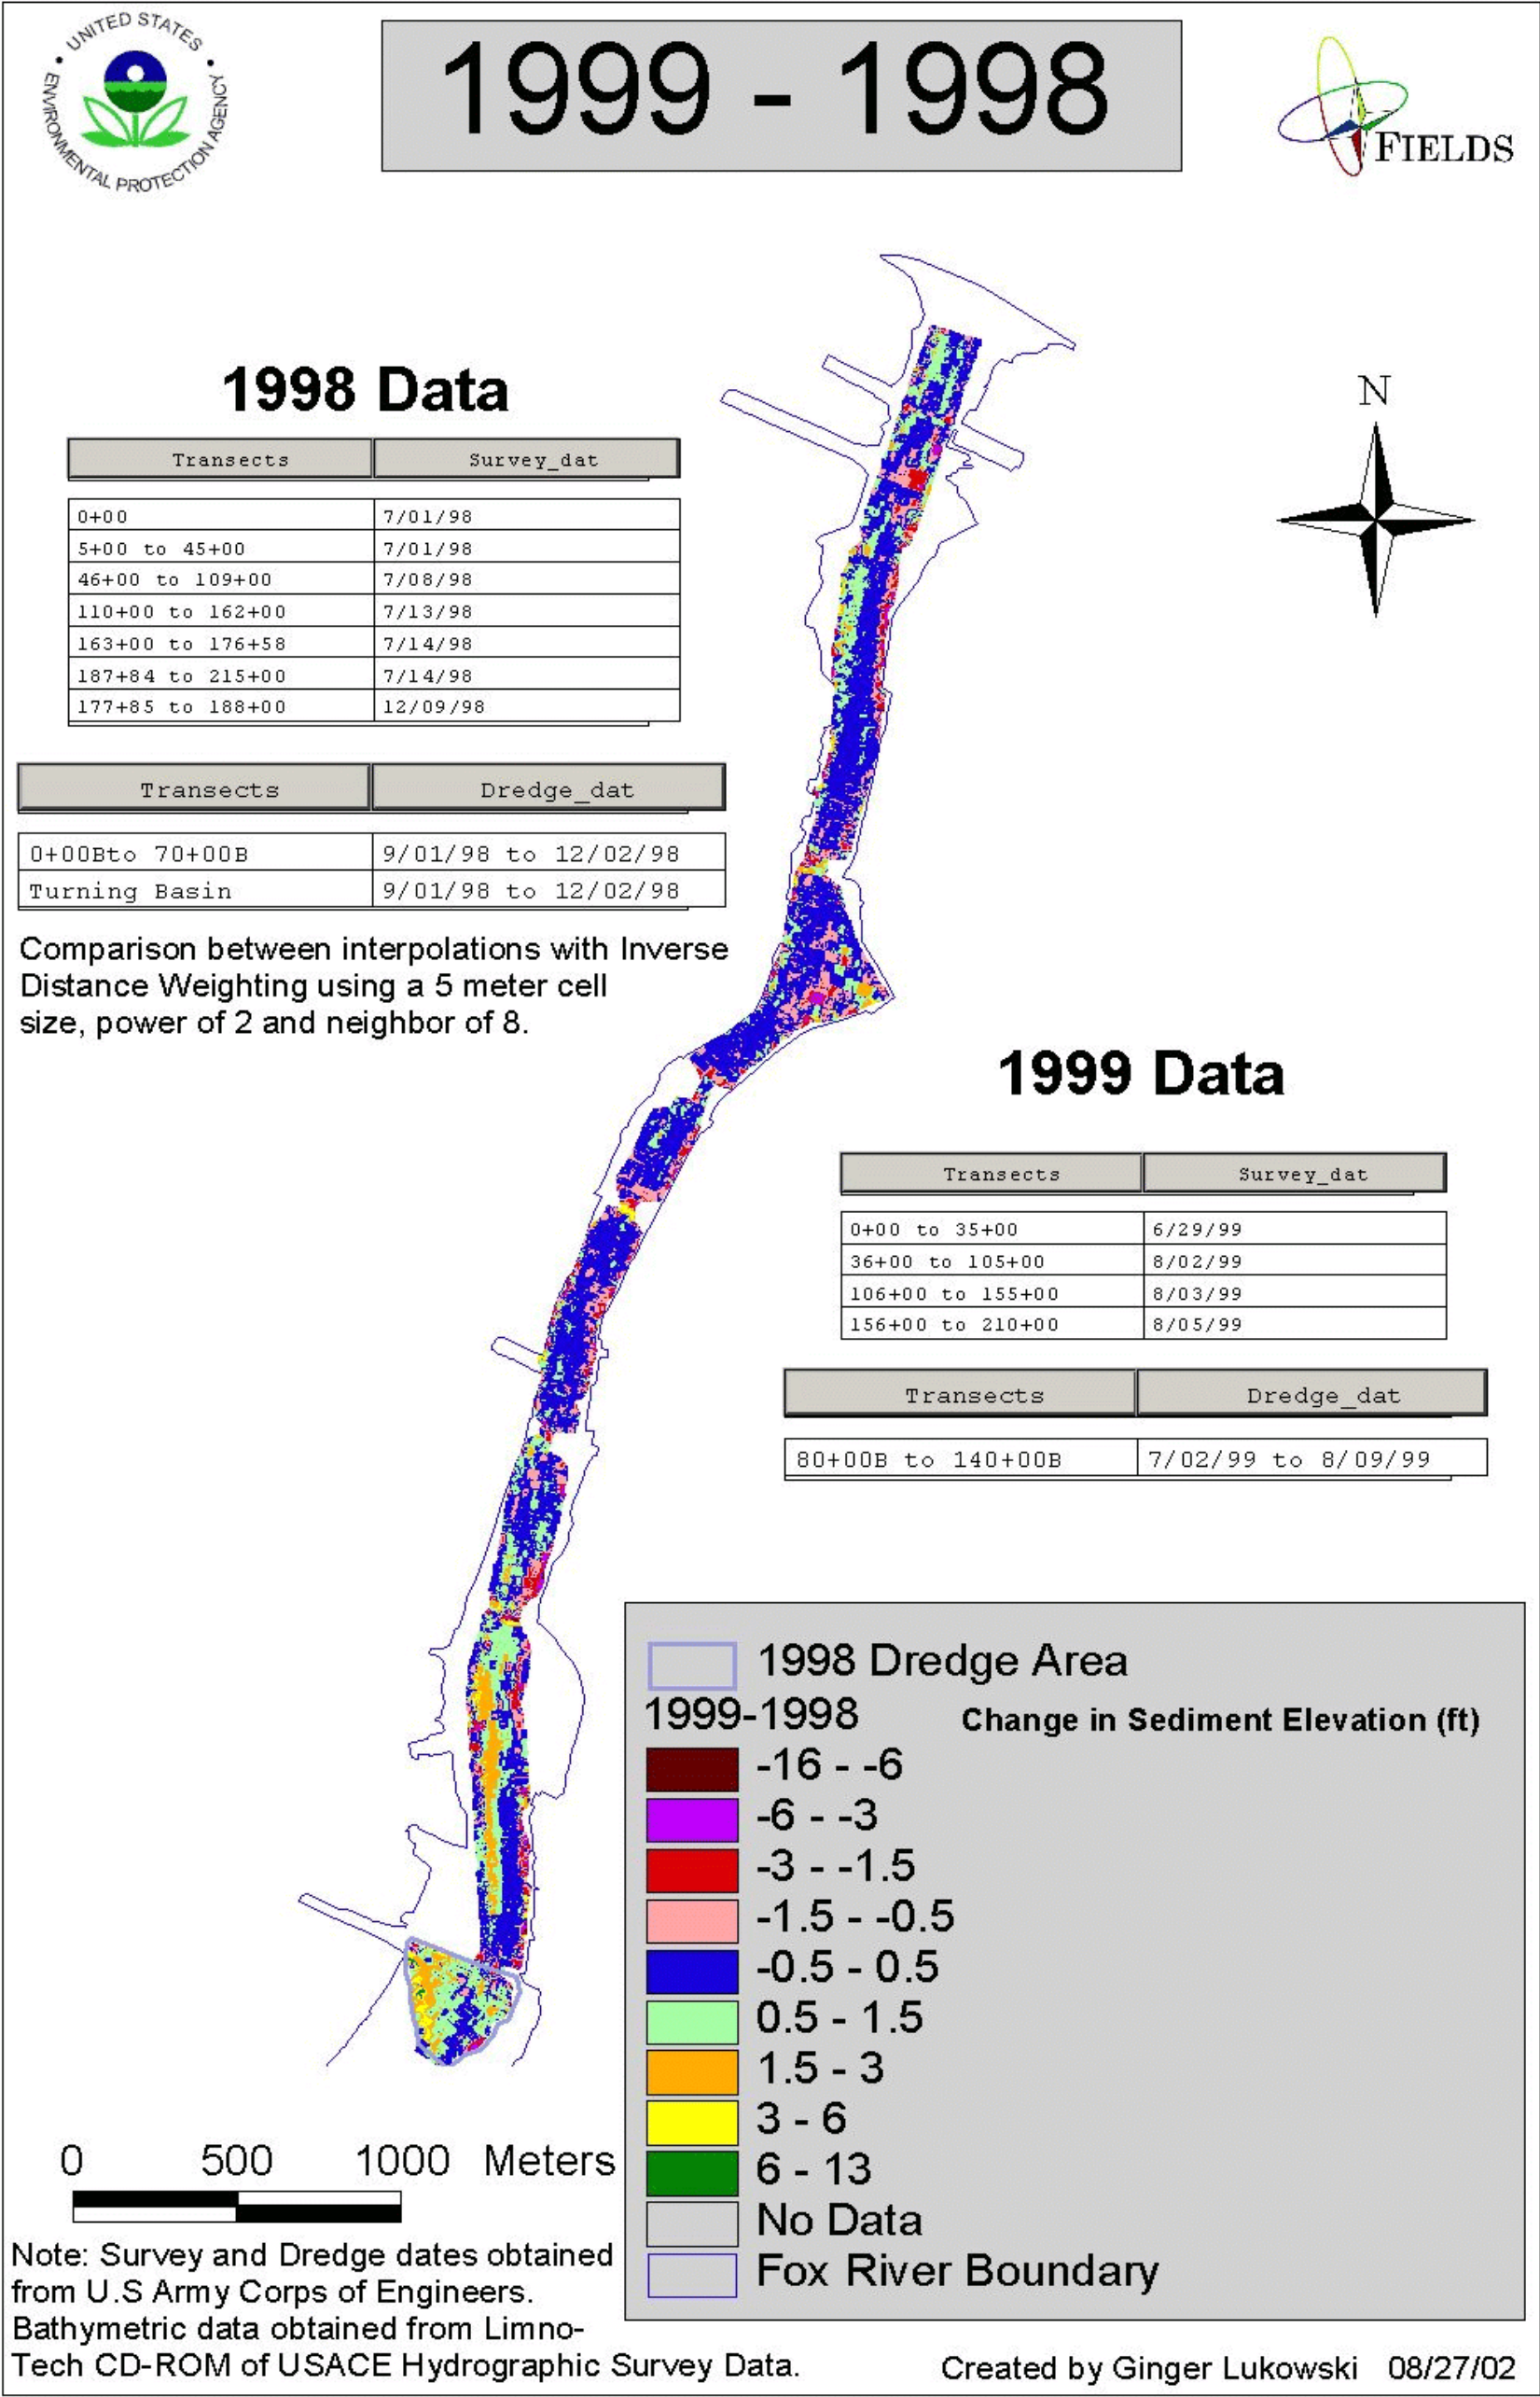 UNITED STATES
ENVIRONMENTAL PROTECTION AGENCY
1999 - 1998
FIELDS
1998 Data
Transects Survey_dat
0+00 7/01/98
5+00 to 45+00 7/01/98
46+00 to 109+00 7/08/98
110+00 to 162+00 7/13/98
163+00 to 176+58 7/14/98
187+84 to 215+00 7/14/98
177+85 to 188+00 12/09/98
N
Transects Dredge_dat
0+00Bto 70+00B 9/01/98 to 12/02/98
Turning Basin 9/01/98 to 12/02/98
Comparison between interpolations with Inverse
Distance Weighting using a 5 meter cell
size, power of 2 and neighbor of 8.
1999 Data
Transects Survey_dat
0+00 to 35+00 6/29/99
36+00 to 105+00 8/02/99
106+00 to 155+00 8/03/99
156+00 to 210+00 8/05/99
Transects Dredge_dat
80+00B to 140+00B 7/02/99 to 8/09/99
1998 Dredge Area
1999-1998 Change in Sediment Elevation (ft)
-16 - -6
-6 - -3
-3 - -1.5
-1.5 - -0.5
-0.5 - 0.5
0.5 - 1.5
1.5 - 3
3 - 6
6 - 13
No Data
Fox River Boundary
0 500 1000 Meters
Note: Survey and Dredge dates obtained
from U.S Army Corps of Engineers.
Bathymetric data obtained from Limno-
Tech CD-ROM of USACE Hydrographic Survey Data.
Created by Ginger Lukowski 08/27/02